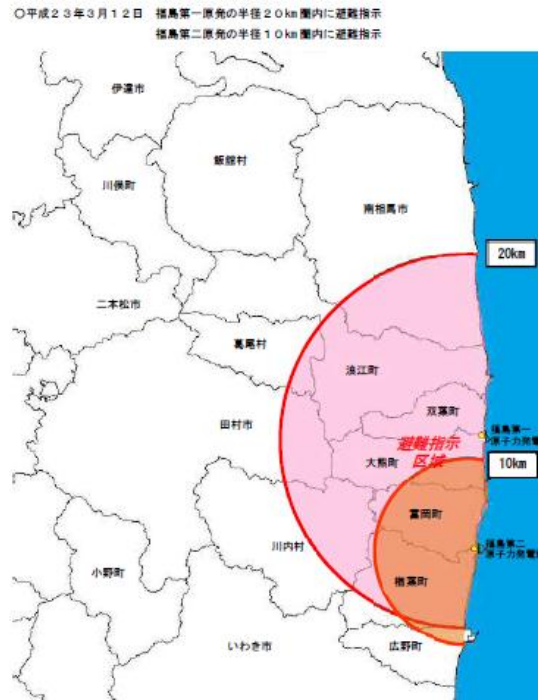 ○平成２３年３月１２日　福島第一原発の半径２０km圏内に避難指示
福島第二原発の半径１０km圏内に避難指示
伊達市
飯舘村
川俣町
南相馬市
20km
二本松市
葛尾村
浪江町
双葉町
田村市
福島第一
原子力発電
避難指示
区域
大熊町
10km
富岡町
川内村
福島第二
原子力発電
小野町
楢葉町
いわき市
広野町